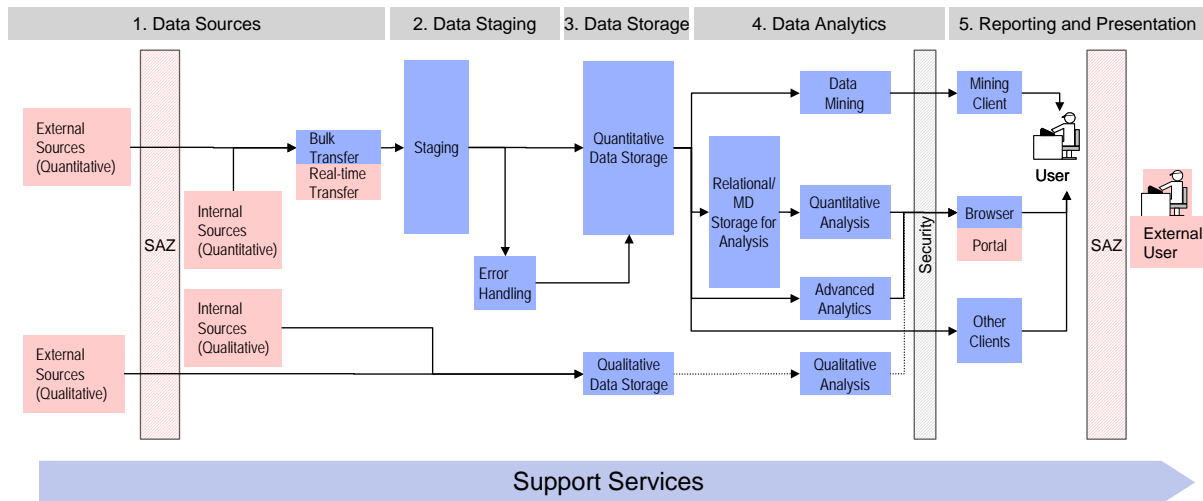 1. Data Sources
2. Data Staging
3. Data Storage
4. Data Analytics
5. Reporting and Presentation
External
Sources
(Quantitative)
SAZ
Internal
Sources
(Quantitative)
Bulk
Transfer
Real-time
Transfer
Staging
Error
Handling
Quantitative
Data Storage
Data
Mining
Relational/
MD
Storage for
Analysis
Quantitative
Analysis
Advanced
Analytics
Security
Mining
Client
User
Browser
Portal
Other
Clients
SAZ
External
User
Internal
Sources
(Qualitative)
External
Sources
(Qualitative)
Qualitative
Data Storage
Qualitative
Analysis
Support Services